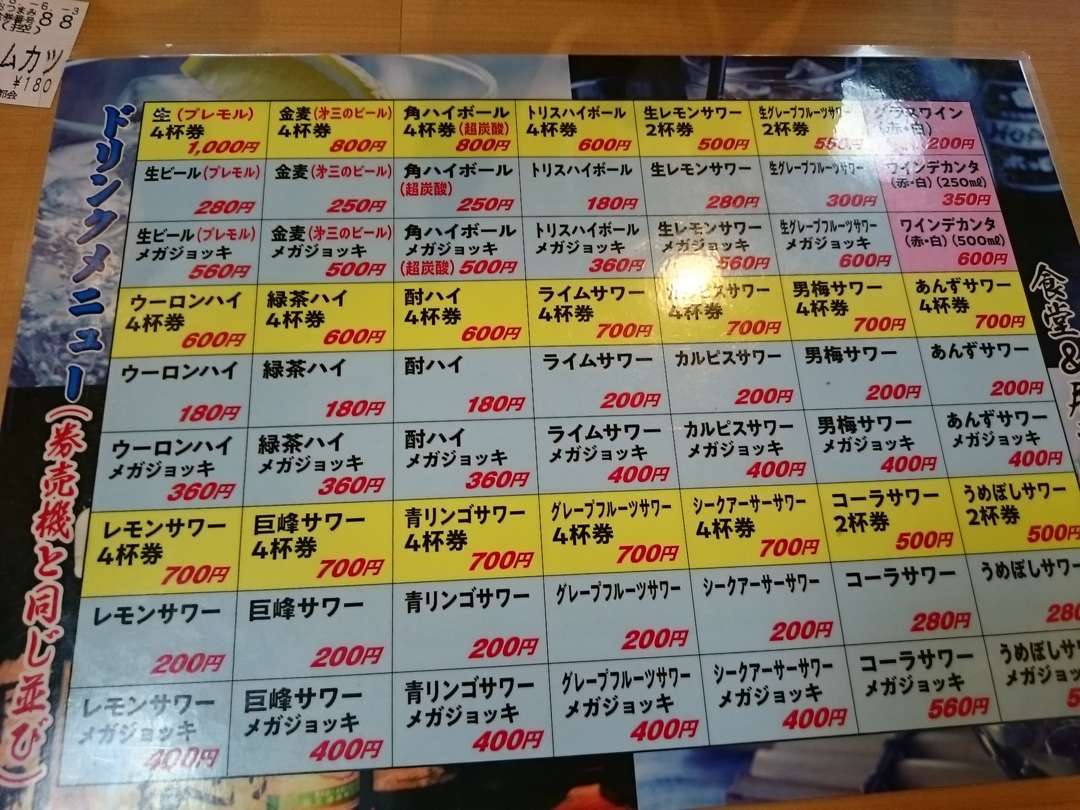 88
(控)
ムカツ
¥180
ドリンクメニュー(券売機と同じ並び)
食堂&
生(プレモル)
4杯券
1,000円
金麦(第三のビール)
4杯券
800円
角ハイボール
4杯券(超炭酸)
800円
トリスハイボール
4杯券
600円
生レモンサワー
2杯券
500円
生グレープフルーツサワー
2杯券
550円
グラスワイン
(赤・白)
200円
生ビール(プレモル)
280円
金麦(第三のビール)
250円
角ハイボール
(超炭酸)
250円
トリスハイボール
180円
生レモンサワー
280円
生グレープフルーツサワー
300円
ワインデカンタ
(赤・白)(250㎖)
350円
生ビール(プレモル)
メガジョッキ
560円
金麦(第三のビール)
メガジョッキ
500円
角ハイボール
メガジョッキ
(超炭酸)500円
トリスハイボール
メガジョッキ
360円
生レモンサワー
メガジョッキ
560円
生グレープフルーツサワー
メガジョッキ
600円
ワインデカンタ
(赤・白)(500㎖)
600円
ウーロンハイ
4杯券
600円
緑茶ハイ
4杯券
600円
酎ハイ
4杯券
600円
ライムサワー
4杯券
700円
カルピスサワー
4杯券
700円
男梅サワー
4杯券
700円
あんずサワー
4杯券
700円
ウーロンハイ
180円
緑茶ハイ
180円
酎ハイ
180円
ライムサワー
200円
カルピスサワー
200円
男梅サワー
200円
あんずサワー
200円
ウーロンハイ
メガジョッキ
360円
緑茶ハイ
メガジョッキ
360円
酎ハイ
メガジョッキ
360円
ライムサワー
メガジョッキ
400円
カルピスサワー
メガジョッキ
400円
男梅サワー
メガジョッキ
400円
あんずサワー
メガジョッキ
400円
レモンサワー
4杯券
700円
巨峰サワー
4杯券
700円
青リンゴサワー
4杯券
700円
グレープフルーツサワー
4杯券
700円
シークアーサーサワー
4杯券
700円
コーラサワー
2杯券
500円
うめぼしサワー
2杯券
500円
レモンサワー
200円
巨峰サワー
200円
青リンゴサワー
200円
グレープフルーツサワー
200円
シークアーサーサワー
200円
コーラサワー
280円
うめぼしサワー
280
レモンサワー
メガジョッキ
400円
巨峰サワー
メガジョッキ
400円
青リンゴサワー
メガジョッキ
400円
グレープフルーツサワー
メガジョッキ
400円
シークアーサーサワー
メガジョッキ
400円
コーラサワー
メガジョッキ
560円
うめぼしサワ
メガジョッキ